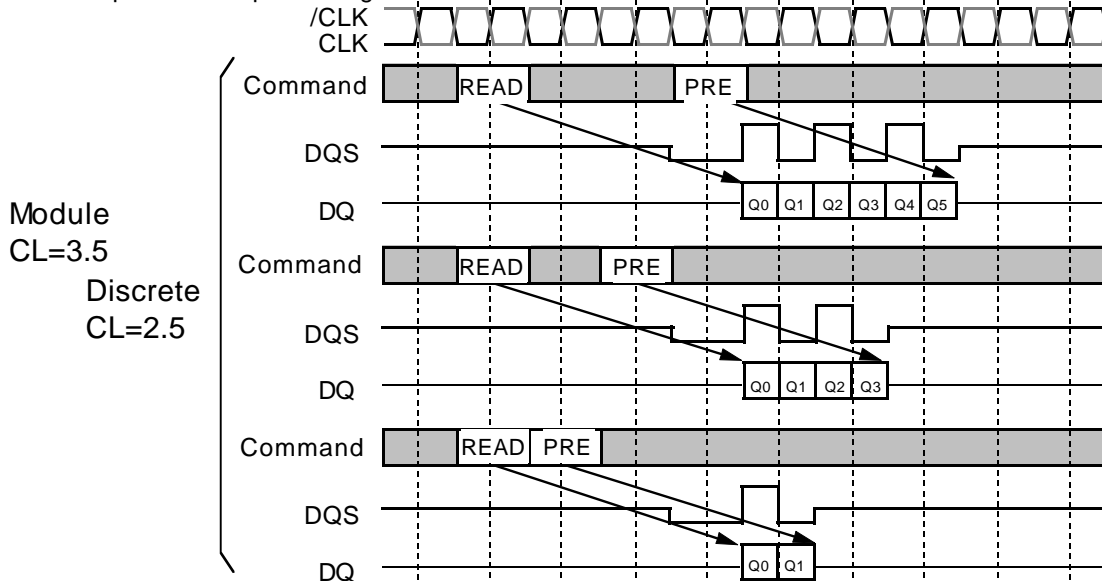 /CLK
CLK
Command READ PRE
DQS
DQ Q0 Q1 Q2 Q3 Q4 Q5
Module
CL=3.5
Discrete
CL=2.5
Command READ PRE
DQS
DQ Q0 Q1 Q2 Q3
Command READ PRE
DQS
DQ Q0 Q1